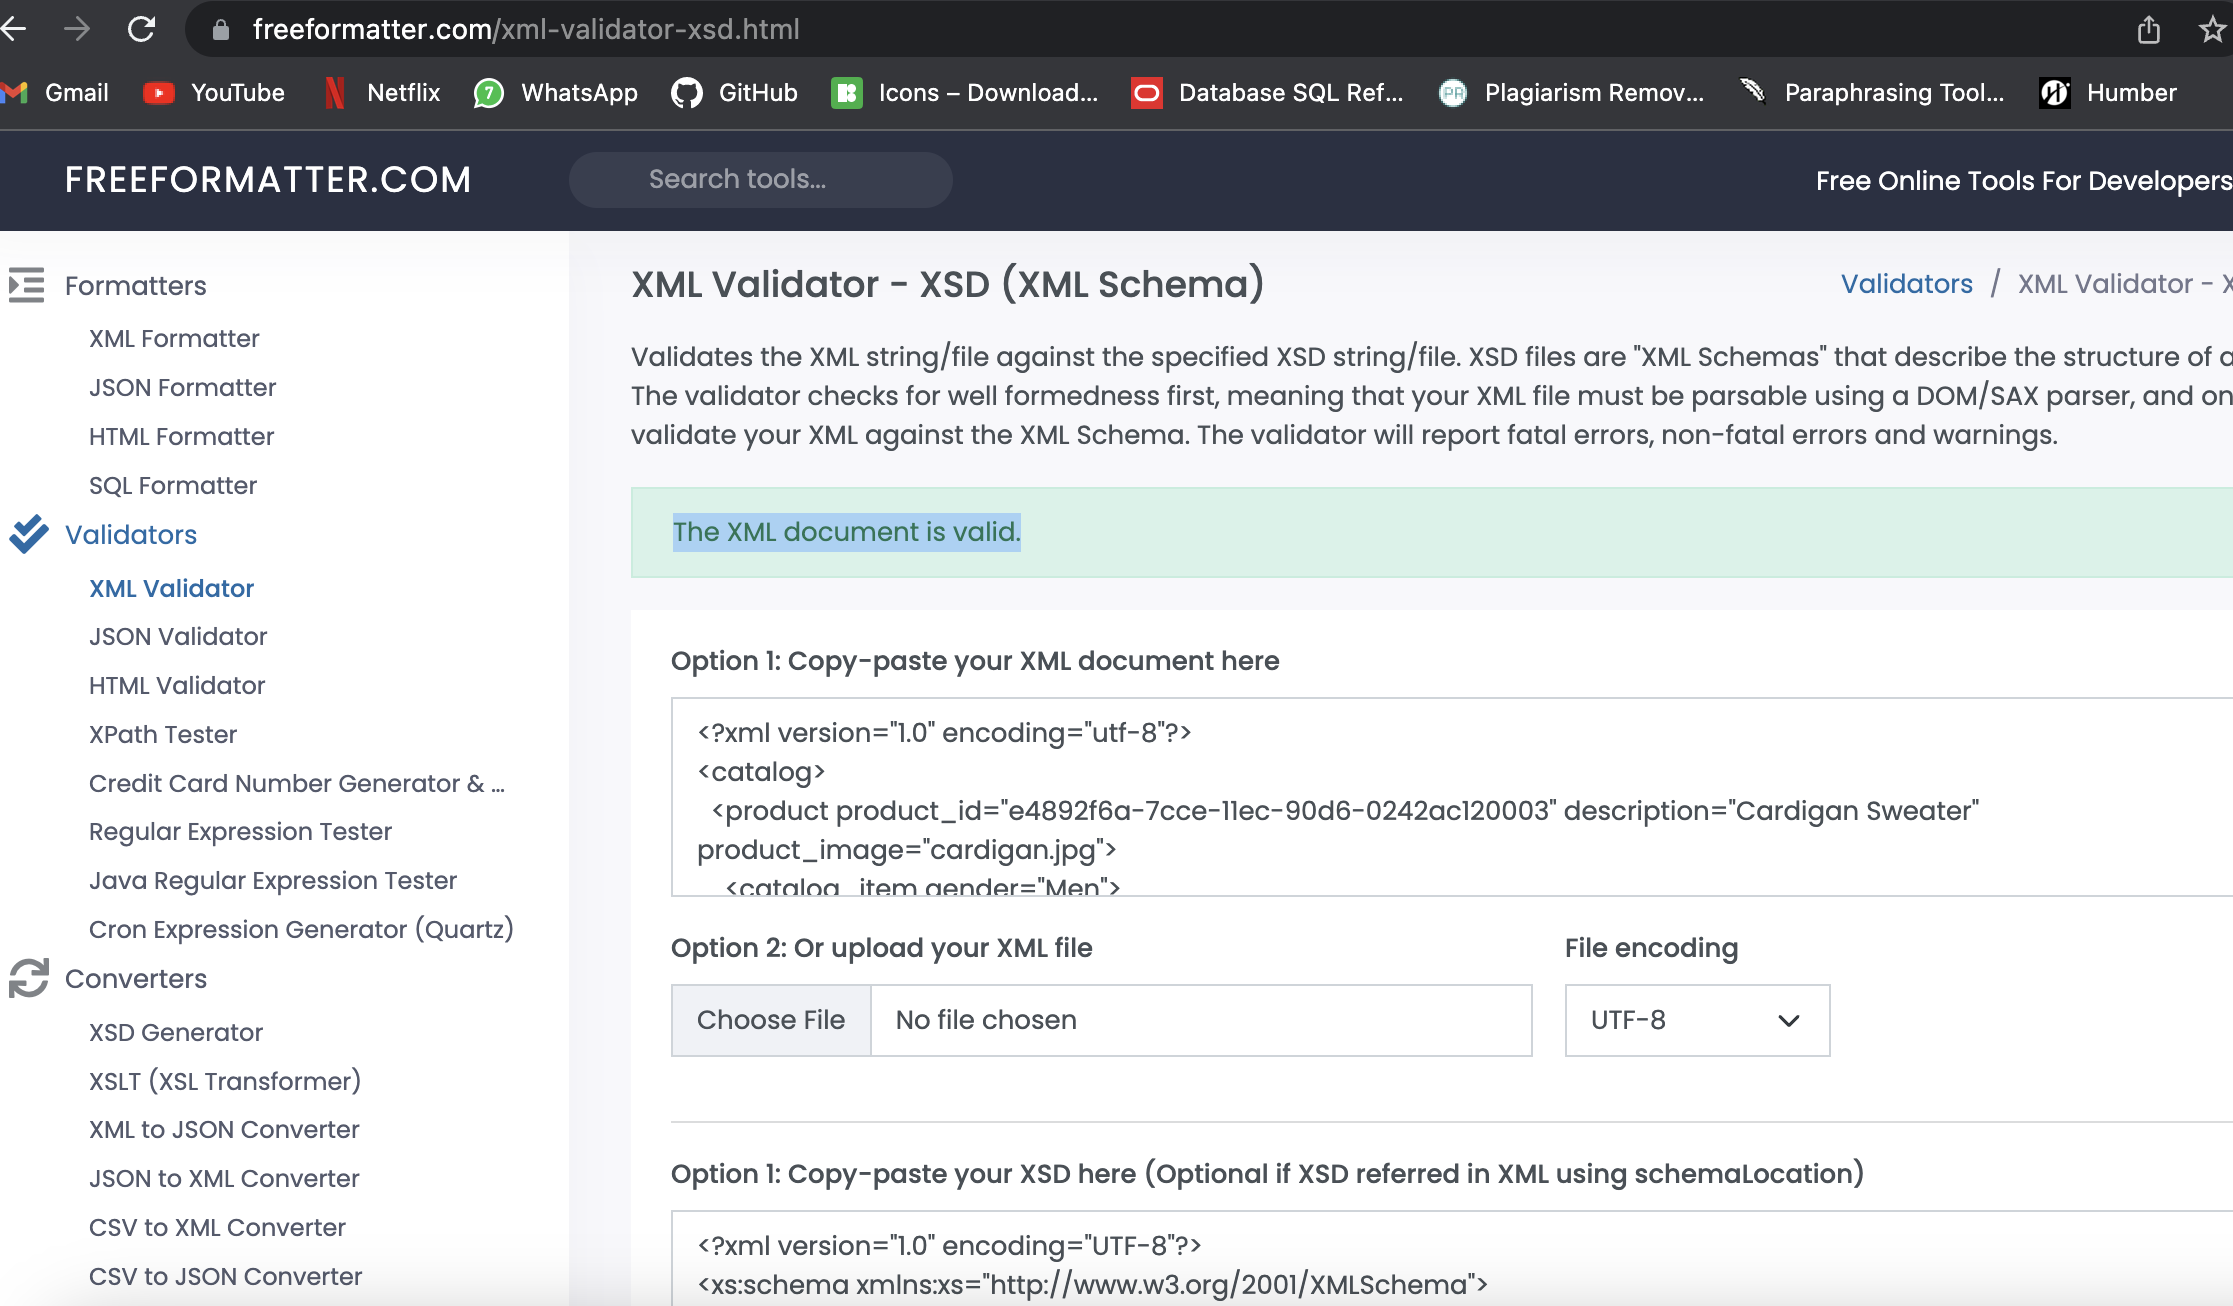 freeformatter.com/xml-validator-xsd.html
Gmail YouTube Netflix 7 WhatsApp GitHub Icons – Download... Database SQL Ref... PR Plagiarism Remov... Paraphrasing Tool... Humber
FREEFORMATTER.COM Search tools... Free Online Tools For Developers
Formatters
XML Formatter
JSON Formatter
HTML Formatter
SQL Formatter
Validators
XML Validator
JSON Validator
HTML Validator
XPath Tester
Credit Card Number Generator & ...
Regular Expression Tester
Java Regular Expression Tester
Cron Expression Generator (Quartz)
Converters
XSD Generator
XSLT (XSL Transformer)
XML to JSON Converter
JSON to XML Converter
CSV to XML Converter
CSV to JSON Converter
XML Validator - XSD (XML Schema) Validators / XML Validator - X
Validates the XML string/file against the specified XSD string/file. XSD files are "XML Schemas" that describe the structure of a
The validator checks for well formedness first, meaning that your XML file must be parsable using a DOM/SAX parser, and on
validate your XML against the XML Schema. The validator will report fatal errors, non-fatal errors and warnings.
The XML document is valid.
Option 1: Copy-paste your XML document here
<?xml version="1.0" encoding="utf-8"?>
<catalog>
<product product_id="e4892f6a-7cce-11ec-90d6-0242ac120003" description="Cardigan Sweater"
product_image="cardigan.jpg">
<catalog_item gender="Men">
Option 2: Or upload your XML file File encoding
Choose File No file chosen UTF-8
Option 1: Copy-paste your XSD here (Optional if XSD referred in XML using schemaLocation)
<?xml version="1.0" encoding="UTF-8"?>
<xs:schema xmlns:xs="http://www.w3.org/2001/XMLSchema">